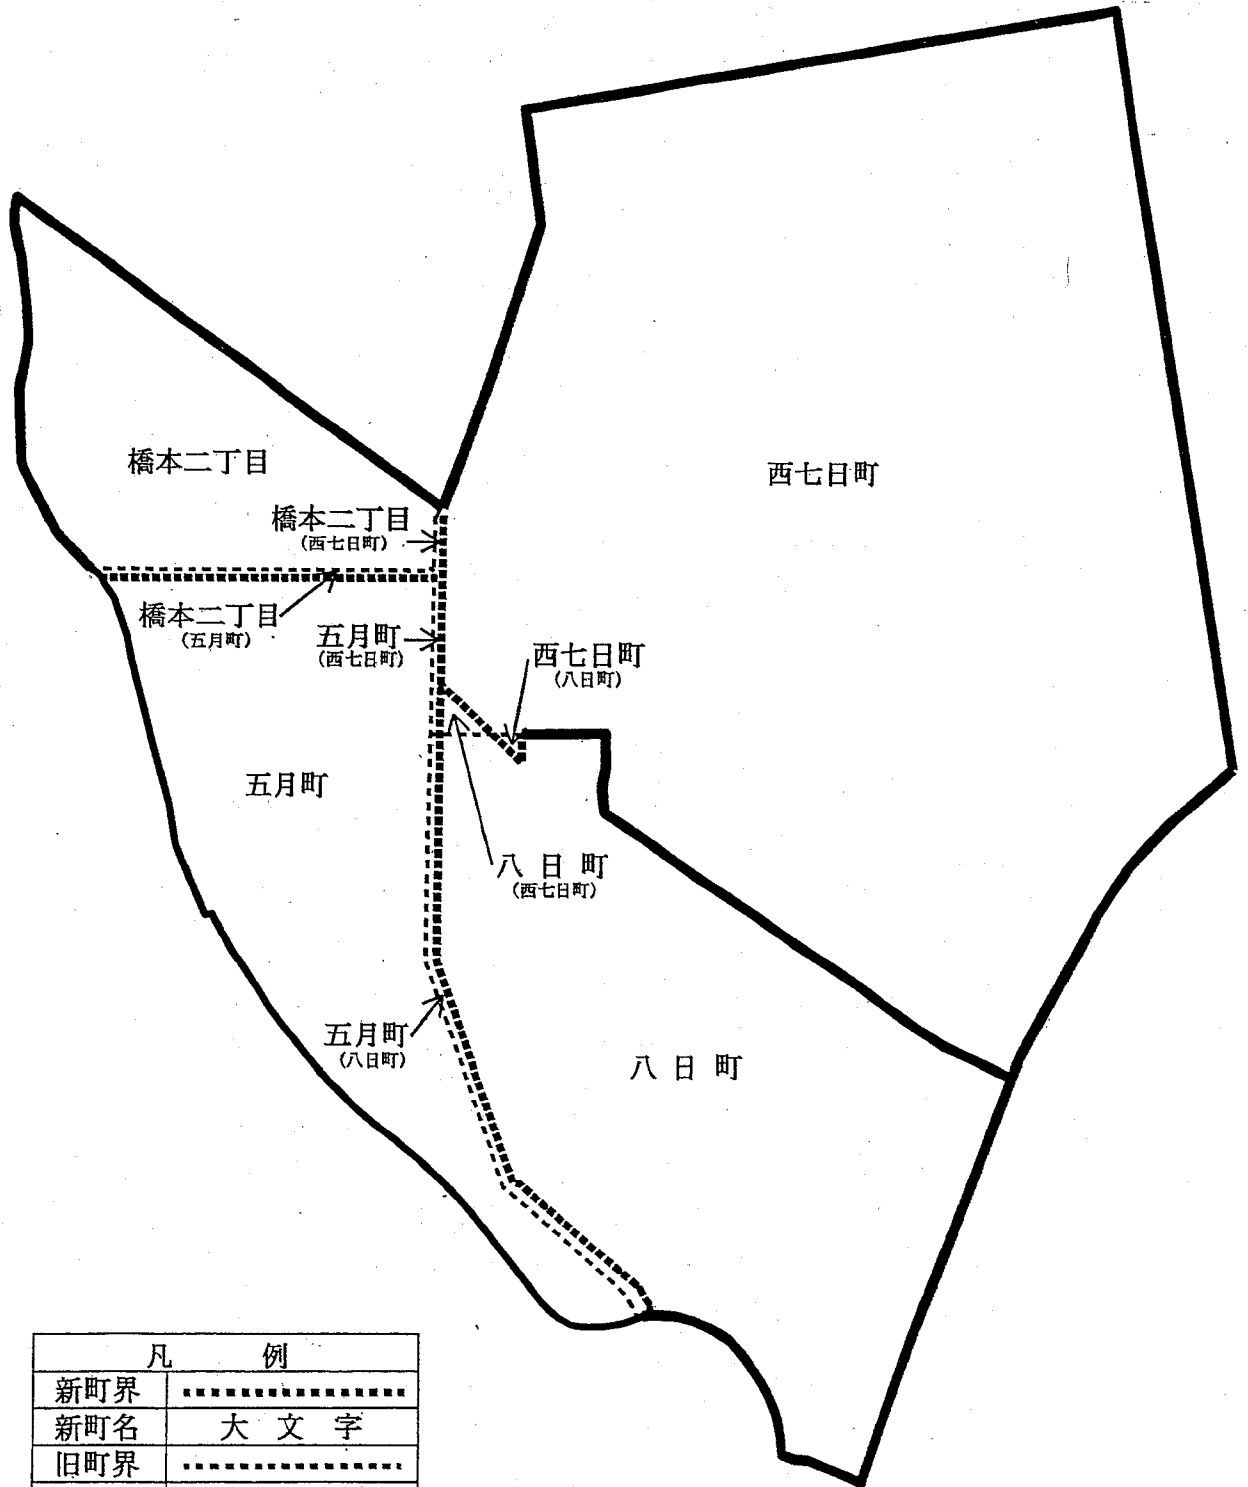 橋本二丁目
西七日町
橋本二丁目
(西七日町)
橋本二丁目
(五月町)
五月町
(西七日町)
西七日町
(八日町)
五月町
八日町
(西七日町)
五月町
(八日町)
八日町
凡 例
新町界
新町名 大文字
旧町界